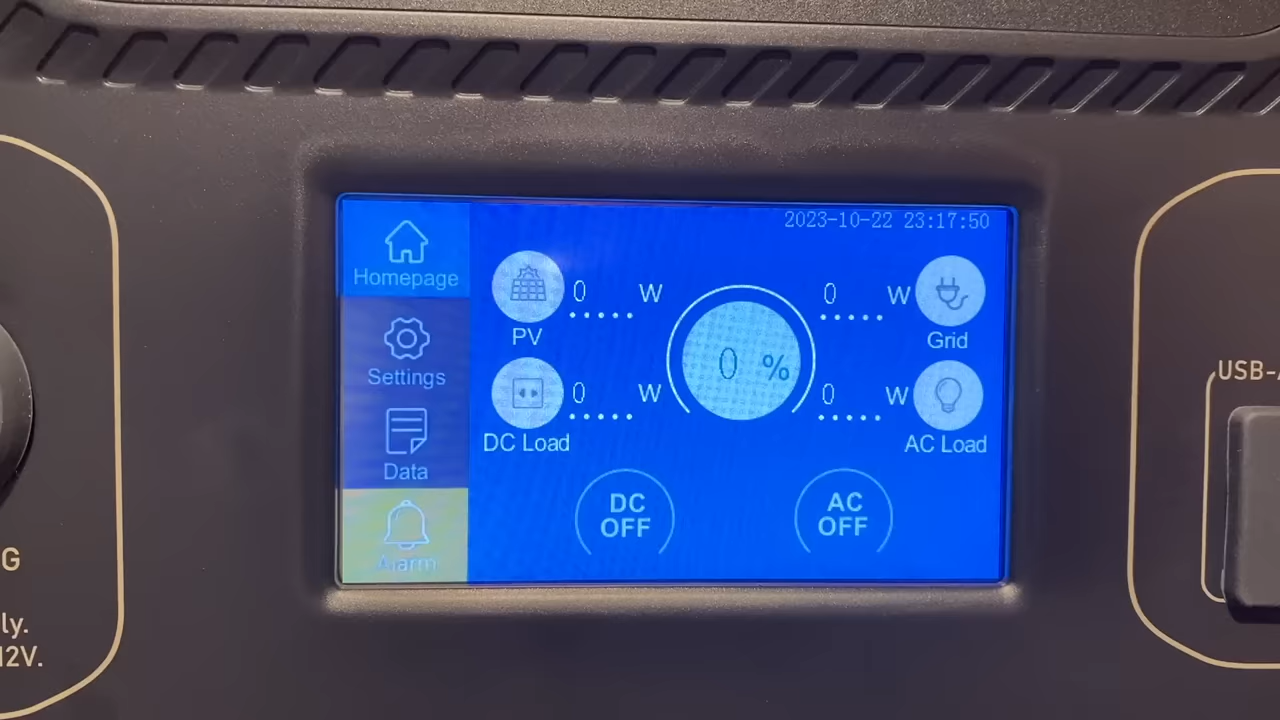 2023-10-22 23:17:50
Homepage
0 W
0 W
PV
Grid
Settings
0 %
0 W
0 W
DC Load
AC Load
Data
DC
OFF
AC
OFF
Alarm
G
ly.
12V.
USB-A